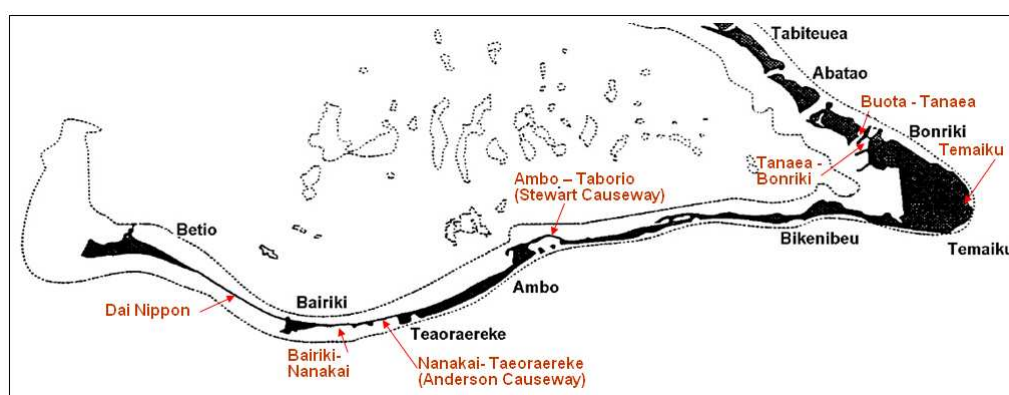 Tabiteuea
Abatao
Buota - Tanaea
Bonriki
Temaiku
Tanaea -
Bonriki
Ambo – Taborio
(Stewart Causeway)
Betio
Bikenibeu
Temaiku
Ambo
Dai Nippon
Bairiki
Teaoraereke
Bairiki-
Nanakai
Nanakai- Taeoraereke
(Anderson Causeway)